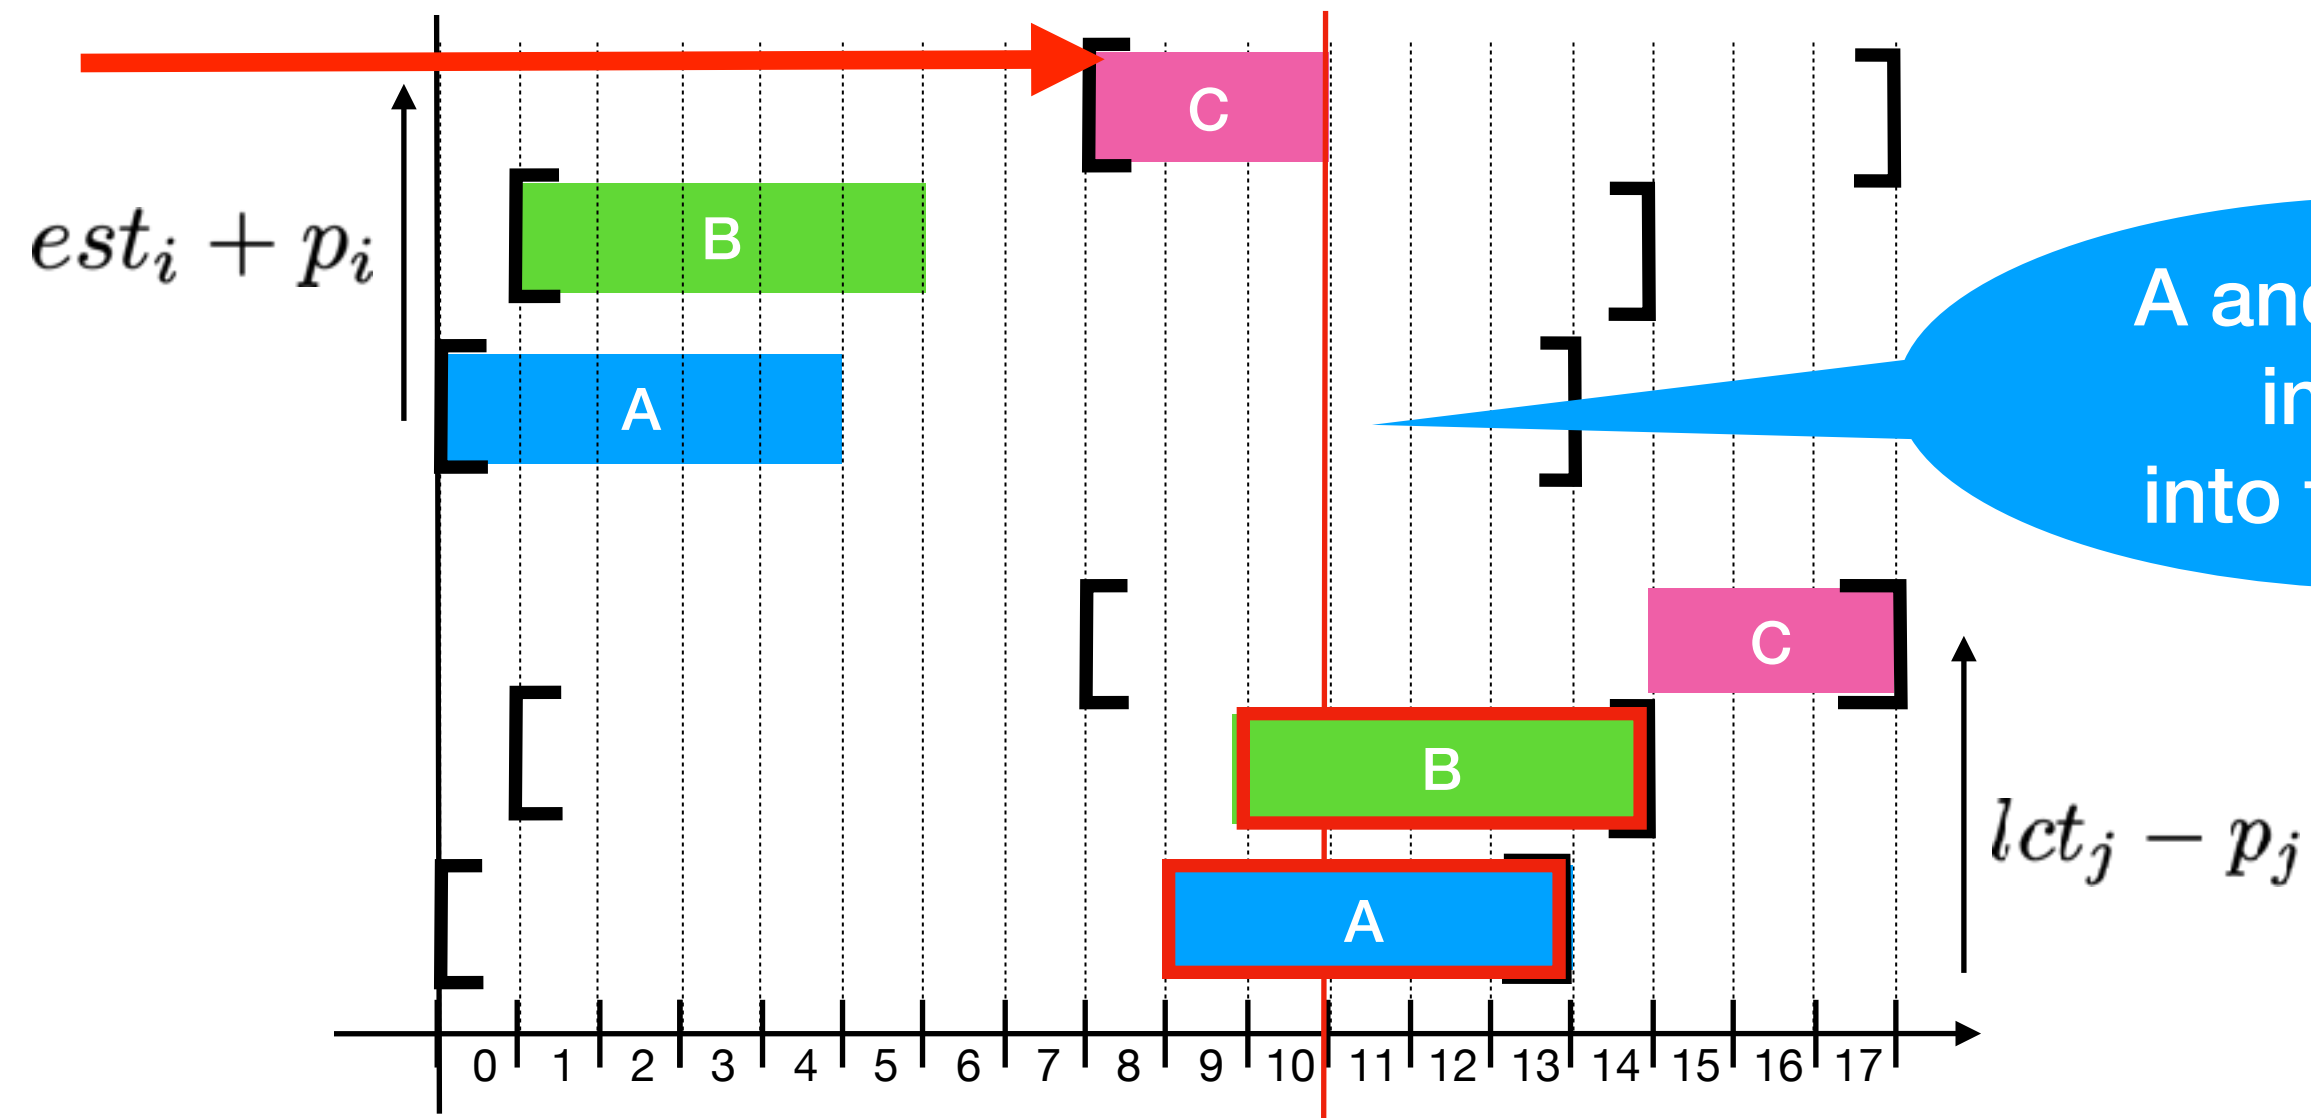 C
est_i + p_i
B
A and
in
A
into
C
B
lct_j − p_j
A
0 1 2 3 4 5 6 7 8 9 10 11 12 13 14 15 16 17